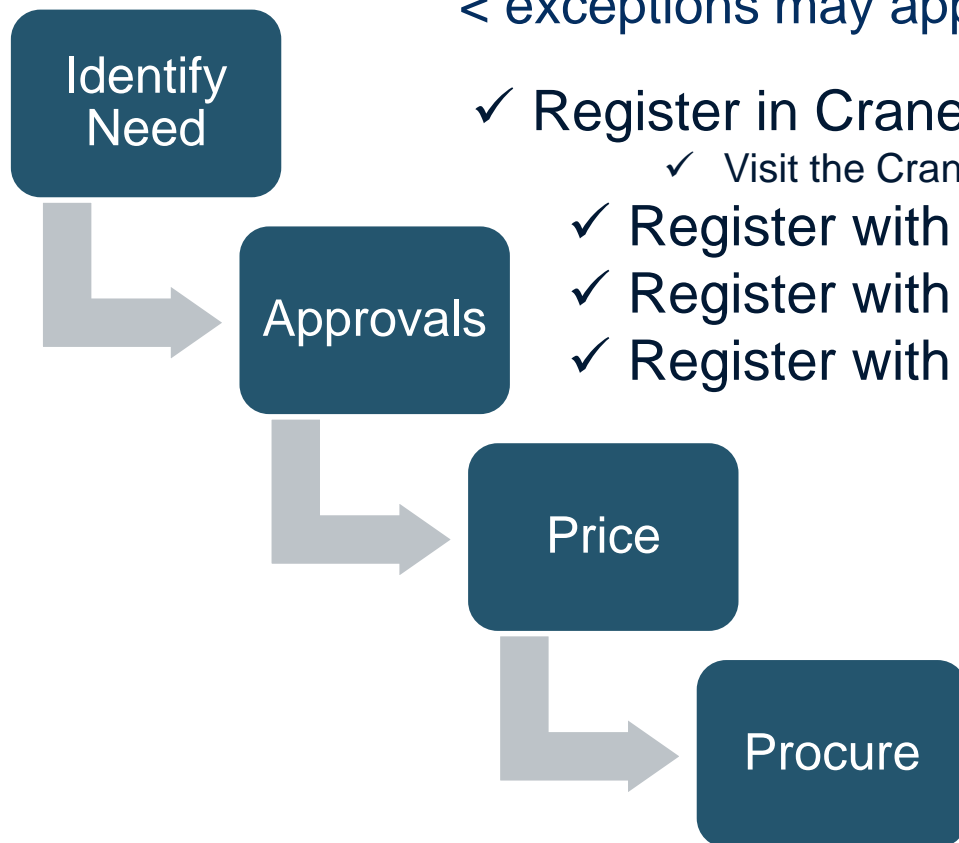 < exceptions may app
Identify
Need
✓ Register in Crane
✓ Visit the Cran
✓ Register with
✓ Register with
✓ Register with
Approvals
Price
Procure